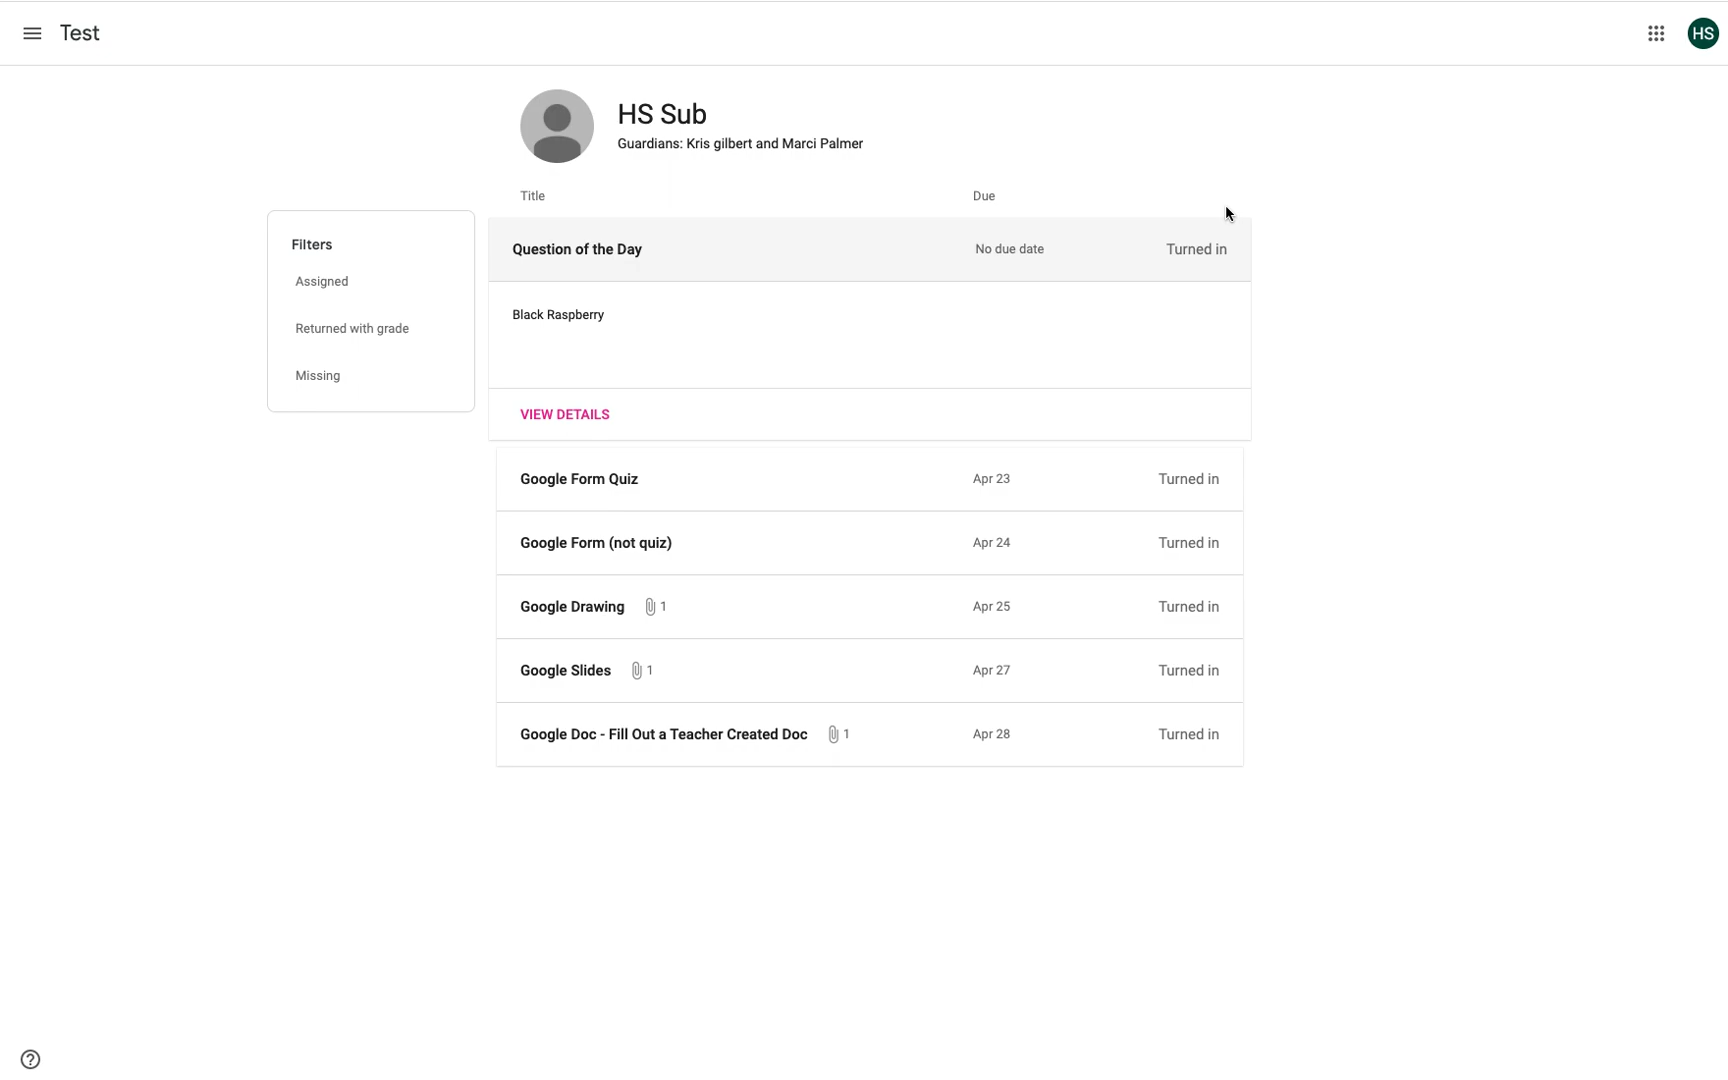 Test
HS
HS Sub
Guardians: Kris gilbert and Marci Palmer
Title Due
Filters
Assigned
Returned with grade
Missing
Question of the Day No due date Turned in
Black Raspberry
VIEW DETAILS
Google Form Quiz Apr 23 Turned in
Google Form (not quiz) Apr 24 Turned in
Google Drawing 1 Apr 25 Turned in
Google Slides 1 Apr 27 Turned in
Google Doc - Fill Out a Teacher Created Doc 1 Apr 28 Turned in
?